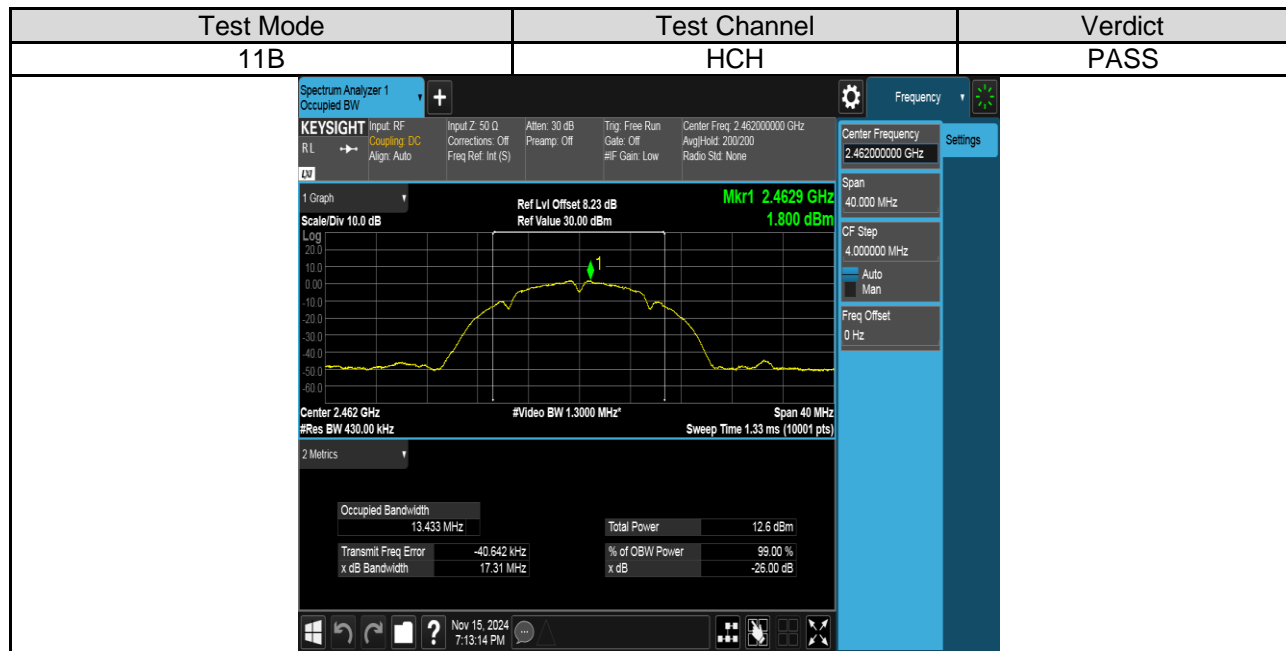 Test Mode Test Channel Verdict
11B HCH PASS
Spectrum Analyzer 1
Occupied BW
+
Frequency
KEYSIGHT
RL
LXI
Input: RF
Coupling: DC
Align: Auto
Input Z: 50 Ω
Corrections: Off
Freq Ref: Int (S)
Atten: 30 dB
Preamp: Off
Trig: Free Run
Gate: Off
#IF Gain: Low
Center Freq: 2.462000000 GHz
Avg|Hold: 200/200
Radio Std: None
Center Frequency
2.462000000 GHz
Settings
Span
40.000 MHz
CF Step
4.000000 MHz
Auto
Man
Freq Offset
0 Hz
1 Graph
Ref Lvl Offset 8.23 dB
Mkr1 2.4629 GHz
Scale/Div 10.0 dB
Ref Value 30.00 dBm
1.800 dBm
Log
20.0
10.0
0.00
-10.0
-20.0
-30.0
-40.0
-50.0
-60.0
1
Center 2.462 GHz
#Video BW 1.3000 MHz*
Span 40 MHz
#Res BW 430.00 kHz
Sweep Time 1.33 ms (10001 pts)
2 Metrics
Occupied Bandwidth
13.433 MHz
Total Power 12.6 dBm
Transmit Freq Error -40.642 kHz
% of OBW Power 99.00 %
x dB Bandwidth 17.31 MHz
x dB -26.00 dB
?
Nov 15, 2024
7:13:14 PM